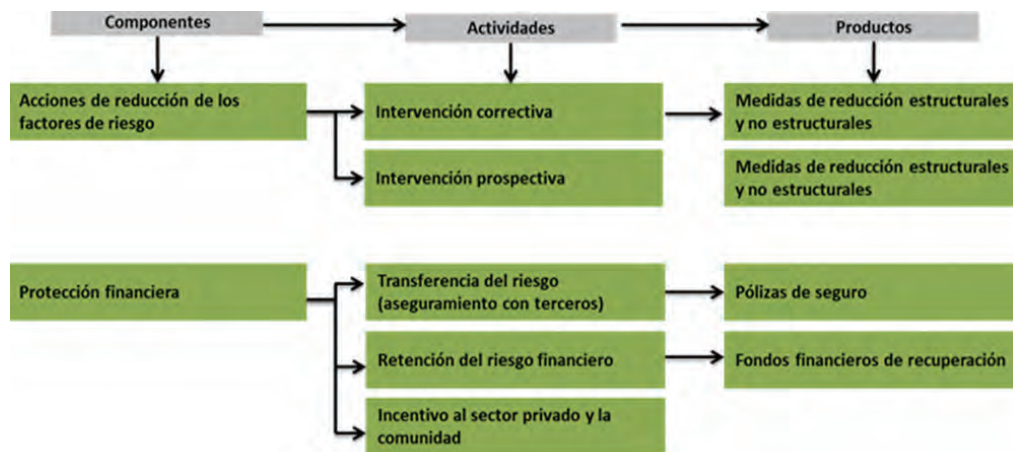 Componentes
Actividades
Productos
Acciones de reducción de los
factores de riesgo
Intervención correctiva
Medidas de reducción estructurales
y no estructurales
Intervención prospectiva
Medidas de reducción estructurales
y no estructurales
Protección financiera
Transferencia del riesgo
(aseguramiento con terceros)
Pólizas de seguro
Retención del riesgo financiero
Fondos financieros de recuperación
Incentivo al sector privado y la
comunidad